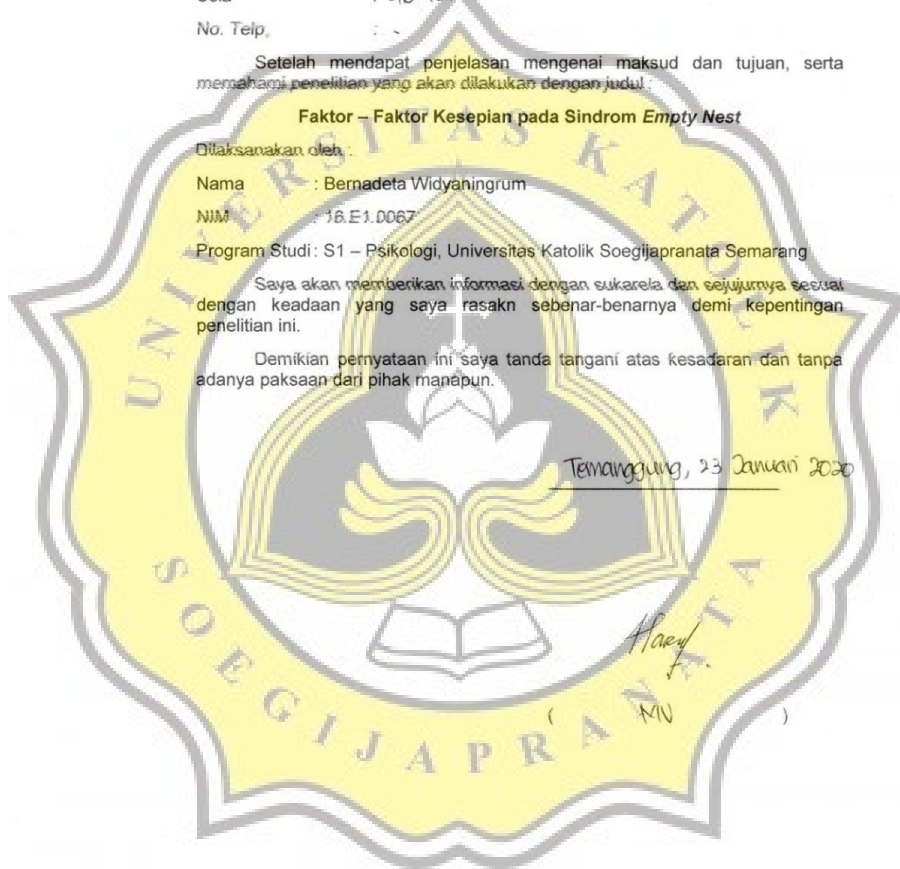 No. Telp.            :
Setelah mendapat penjelasan mengenai maksud dan tujuan, serta
memahami penelitian yang akan dilakukan dengan judul :
Faktor – Faktor Kesepian pada Sindrom Empty Nest
Dilaksanakan oleh :
Nama            : Bernadeta Widyaningrum
NIM            : 16.E1.0067
Program Studi : S1 – Psikologi, Universitas Katolik Soegijapranata Semarang
Saya akan memberikan informasi dengan sukarela dan sejujurnya sesuai
dengan keadaan yang saya rasakn sebenar-benarnya demi kepentingan
penelitian ini.
Demikian pernyataan ini saya tanda tangani atas kesadaran dan tanpa
adanya paksaan dari pihak manapun.
Temanggung, 23 Januari 2020
(            )
UNIVERSITAS KATOLIK
SOEGIJAPRANATA